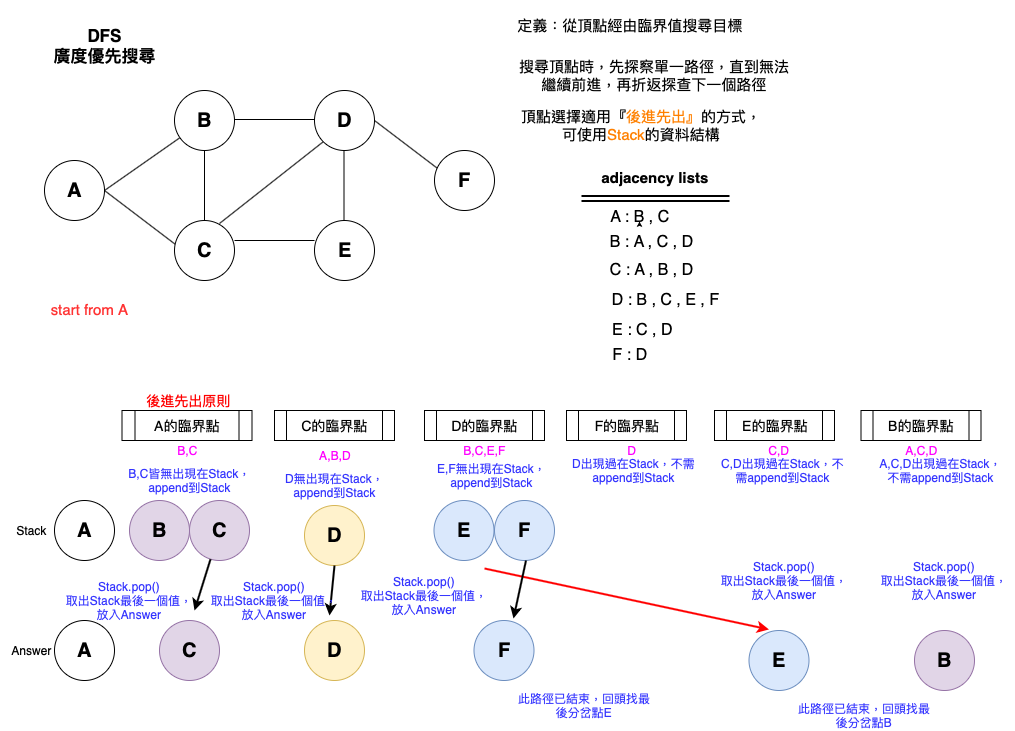 DFS
廣度優先搜尋
定義：從頂點經由臨界值搜尋目標
搜尋頂點時，先探察單一路徑，直到無法
繼續前進，再折返探查下一個路徑
頂點選擇適用『後進先出』的方式，
可使用Stack的資料結構
B
D
A
F
C
E
start from A
adjacency lists
A : B , C
B : A , C , D
C : A , B , D
D : B , C , E , F
E : C , D
F : D
後進先出原則
A的臨界點
C的臨界點
D的臨界點
F的臨界點
E的臨界點
B的臨界點
B,C
B,C皆無出現在Stack，
append到Stack
A,B,D
D無出現在Stack，
append到Stack
B,C,E,F
E,F無出現在Stack，
append到Stack
D
D出現過在Stack，不需
append到Stack
C,D
C,D出現過在Stack，不
需append到Stack
A,C,D
A,C,D出現過在Stack，
不需append到Stack
Stack
A
B
C
D
E
F
Stack.pop()
取出Stack最後一個值，
放入Answer
Stack.pop()
取出Stack最後一個值，
放入Answer
Stack.pop()
取出Stack最後一個值，
放入Answer
Stack.pop()
取出Stack最後一個值，
放入Answer
Stack.pop()
取出Stack最後一個值，
放入Answer
Answer
A
C
D
F
E
B
此路徑已結束，回頭找最
後分岔點E
此路徑已結束，回頭找最
後分岔點B